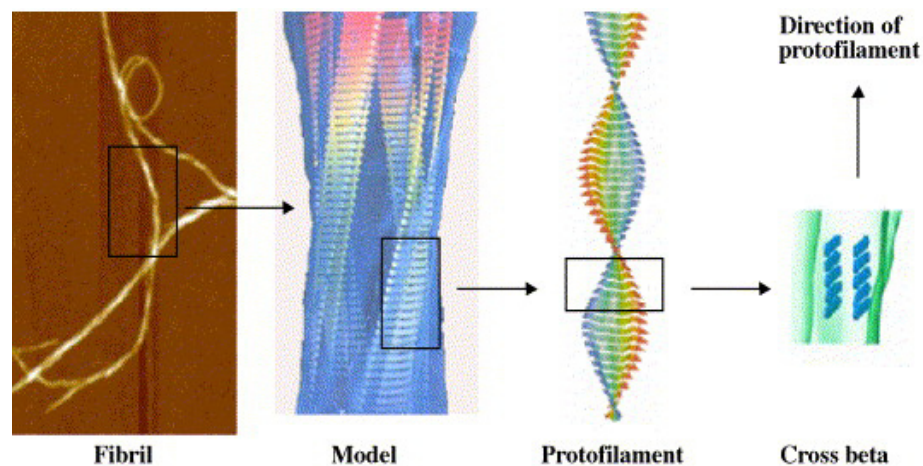 Direction of
protofilament
Fibril
Model
Protofilament
Cross beta